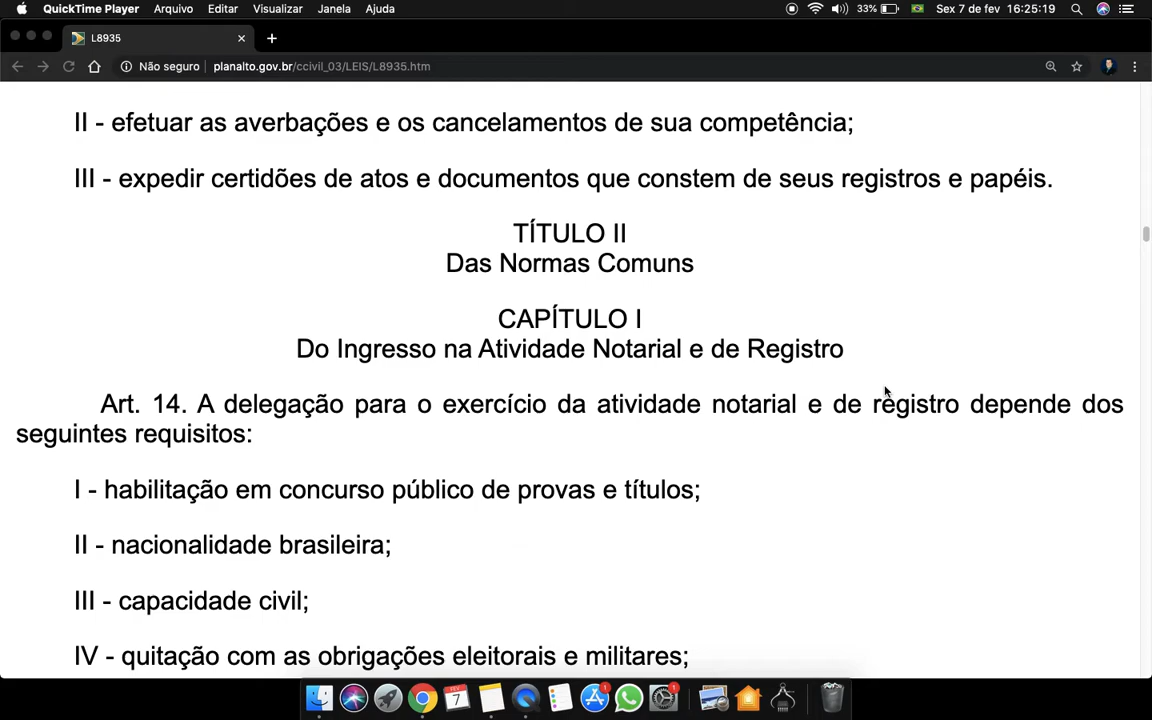 QuickTime Player Arquivo Editar Visualizar Janela Ajuda 33% Sex 7 de fev 16:25:19
L8935
Não seguro planalto.gov.br/ccivil_03/LEIS/L8935.htm
II - efetuar as averbações e os cancelamentos de sua competência;
III - expedir certidões de atos e documentos que constem de seus registros e papéis.
TÍTULO II
Das Normas Comuns
CAPÍTULO I
Do Ingresso na Atividade Notarial e de Registro
Art. 14. A delegação para o exercício da atividade notarial e de registro depende dos
seguintes requisitos:
I - habilitação em concurso público de provas e títulos;
II - nacionalidade brasileira;
III - capacidade civil;
IV - quitação com as obrigações eleitorais e militares;
FEV
7
1
1